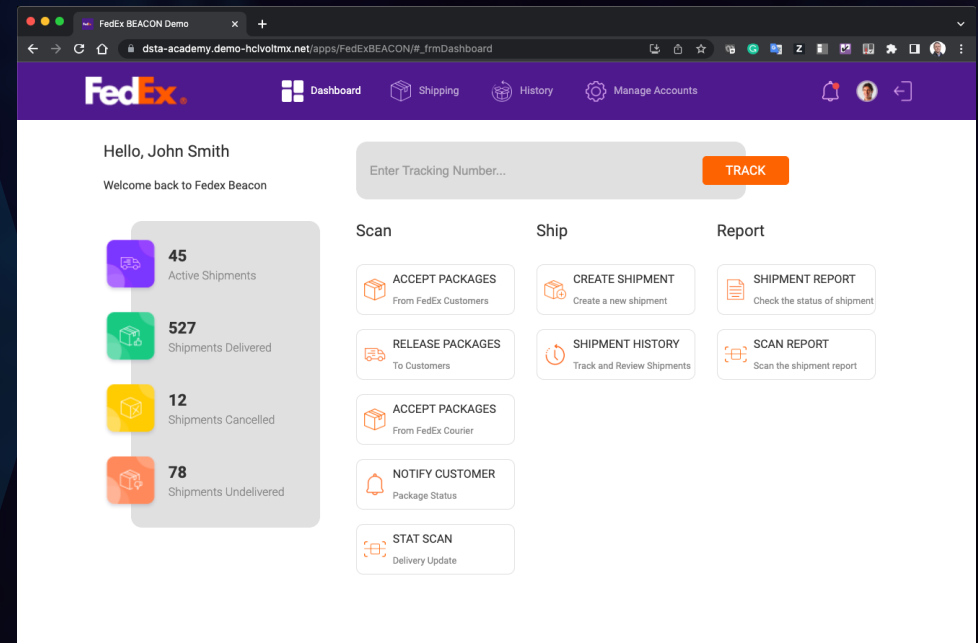 FedEx BEACON Demo
dsta-academy.demo-hclvoltmx.net/apps/FedExBEACON/#_frmDashboard
FedEx®
Dashboard
Shipping
History
Manage Accounts
Hello, John Smith
Welcome back to Fedex Beacon
Enter Tracking Number...
TRACK
45
Active Shipments
527
Shipments Delivered
12
Shipments Cancelled
78
Shipments Undelivered
Scan
ACCEPT PACKAGES
From FedEx Customers
RELEASE PACKAGES
To Customers
ACCEPT PACKAGES
From FedEx Courier
NOTIFY CUSTOMER
Package Status
STAT SCAN
Delivery Update
Ship
CREATE SHIPMENT
Create a new shipment
SHIPMENT HISTORY
Track and Review Shipments
Report
SHIPMENT REPORT
Check the status of shipment
SCAN REPORT
Scan the shipment report